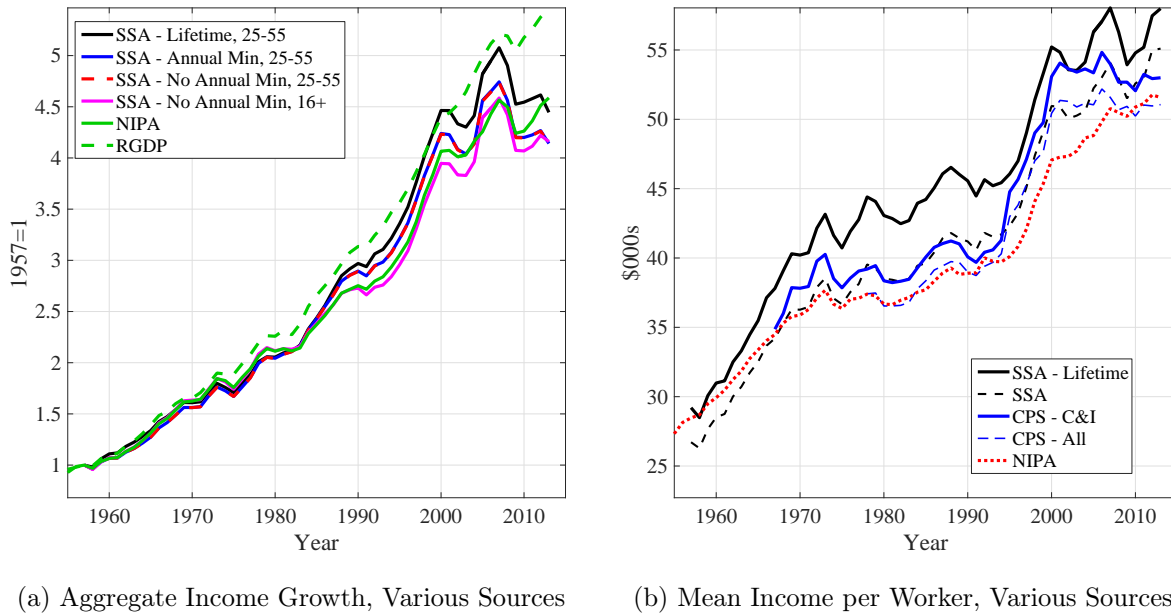 5
4.5
4
3.5
3
2.5
2
1.5
1
1957=1
SSA - Lifetime, 25-55
SSA - Annual Min, 25-55
SSA - No Annual Min, 25-55
SSA - No Annual Min, 16+
NIPA
RGDP
1960 1970 1980 1990 2000 2010
Year
(a) Aggregate Income Growth, Various Sources
55
50
45
40
35
30
25
$000s
SSA - Lifetime
SSA
CPS - C&I
CPS - All
NIPA
1960 1970 1980 1990 2000 2010
Year
(b) Mean Income per Worker, Various Sources